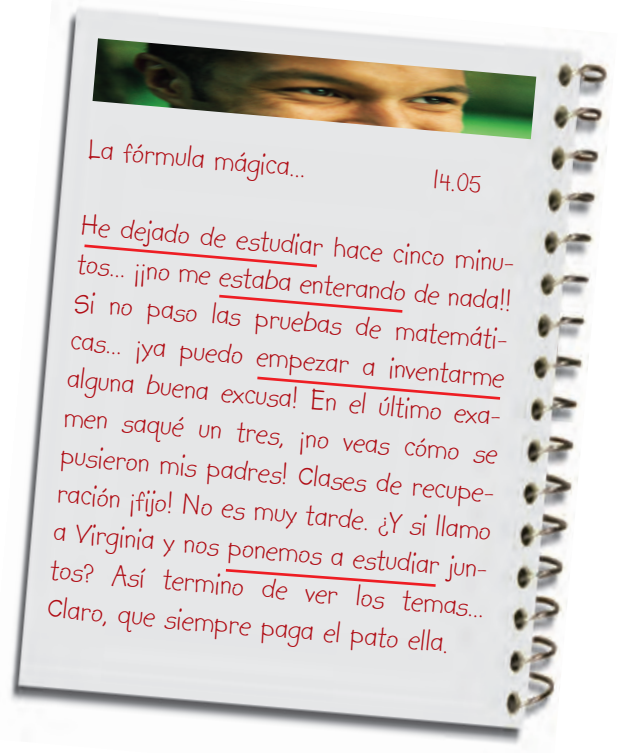 La fórmula mágica... 14.05
He dejado de estudiar hace cinco minu-
tos... ¡¡no me estaba enterando de nada!!
Si no paso las pruebas de matemáti-
cas... ¡ya puedo empezar a inventarme
alguna buena excusa! En el último exa-
men saqué un tres, ¡no veas cómo se
pusieron mis padres! Clases de recupe-
ración ¡fijo! No es muy tarde. ¿Y si llamo
a Virginia y nos ponemos a estudiar jun-
tos? Así termino de ver los temas...
Claro, que siempre paga el pato ella.